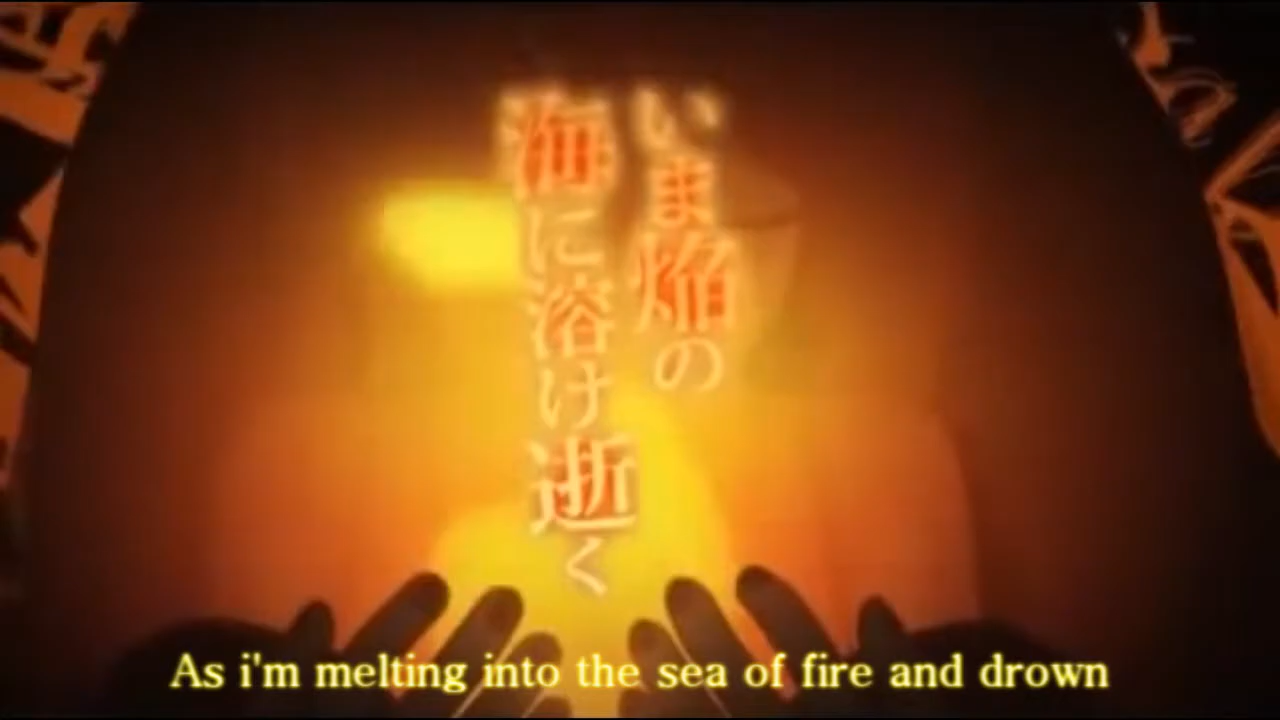 いま焔の
海に溶け逝く
As i'm melting into the sea of fire and drown